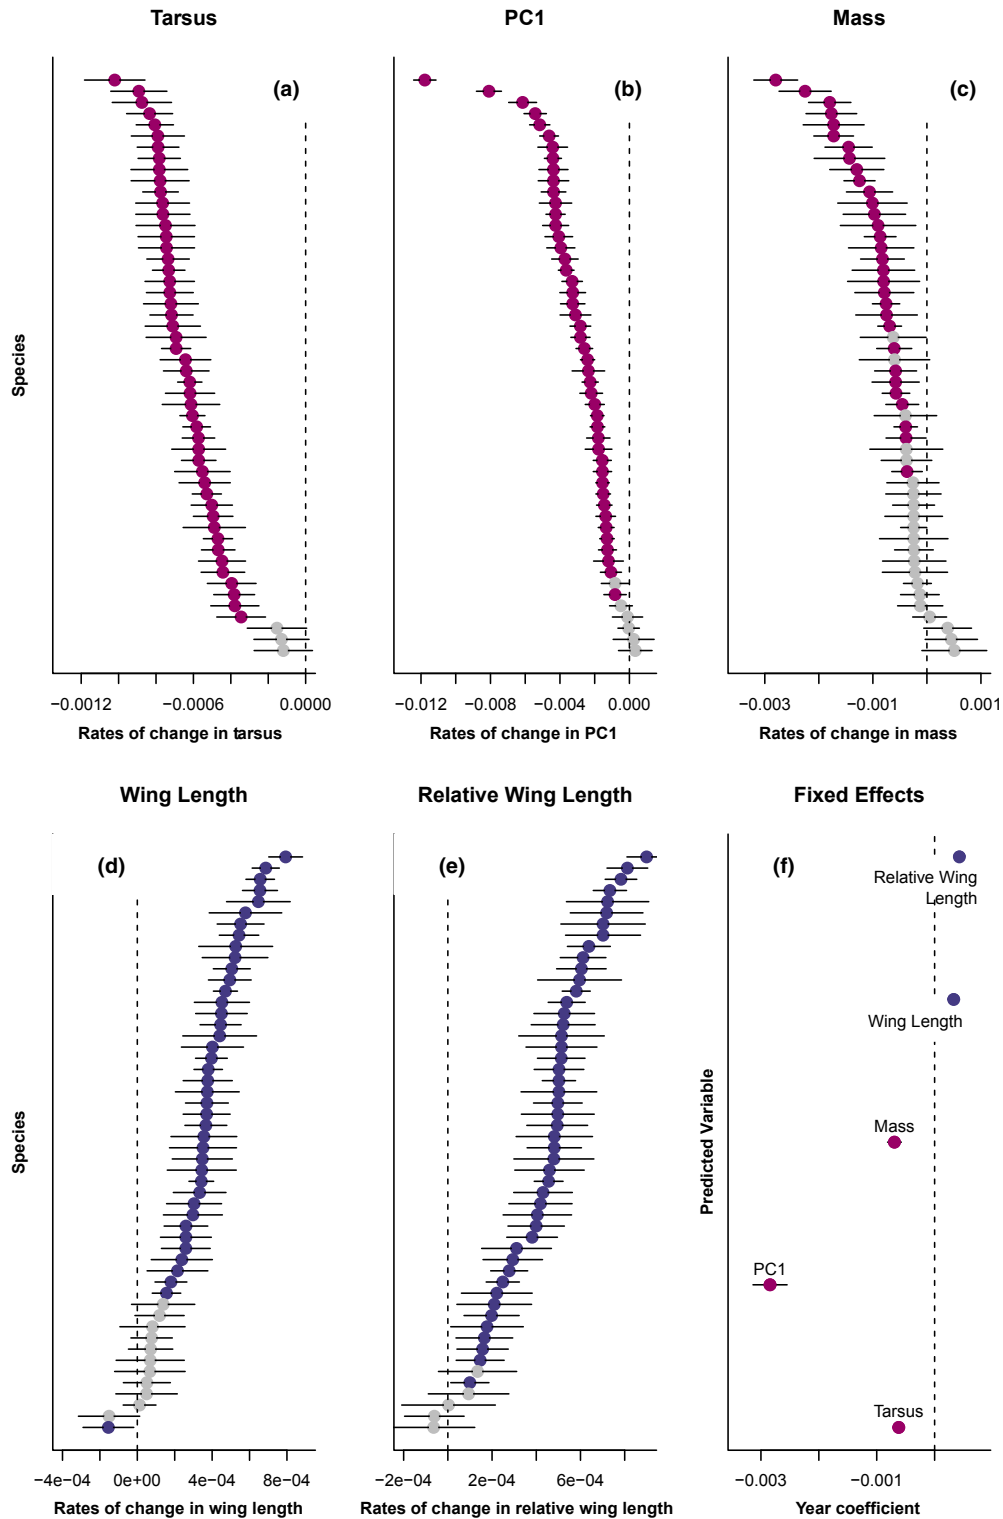 Tarsus
PC1
Mass
(a)
(b)
(c)
Species
−0.0012
−0.0006
0.0000
−0.012
−0.008
−0.004
0.000
−0.003
−0.001
0.001
Rates of change in tarsus
Rates of change in PC1
Rates of change in mass
Wing Length
Relative Wing Length
Fixed Effects
(d)
(e)
(f)
Relative Wing
Length
Wing Length
Mass
PC1
Tarsus
Species
Predicted Variable
−4e−04
0e+00
4e−04
8e−04
−2e−04
2e−04
6e−04
−0.003
−0.001
Rates of change in wing length
Rates of change in relative wing length
Year coefficient